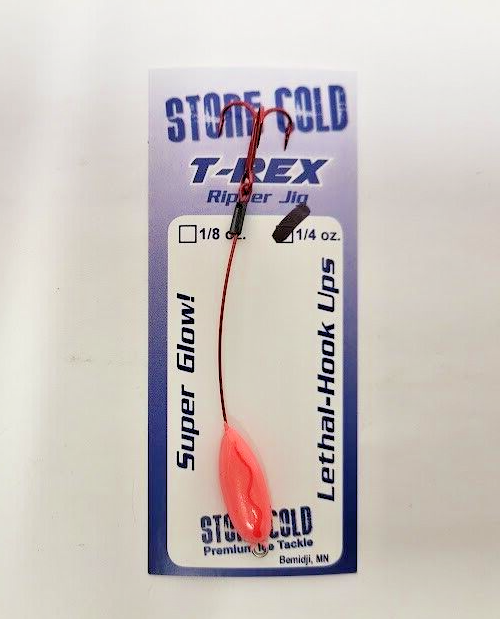 STONE COLD
T-REX
Ripper Jig
1/8 oz.
1/4 oz.
Super Glow!
Lethal-Hook Ups
STONE COLD
Premium Ice Tackle
Bemidji, MN